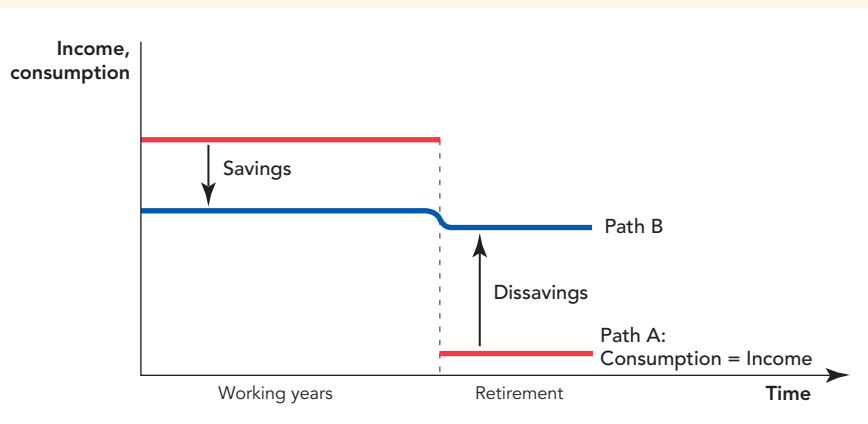 Income,
consumption
Savings
Path B
Dissavings
Path A:
Consumption = Income
Working years
Retirement
Time